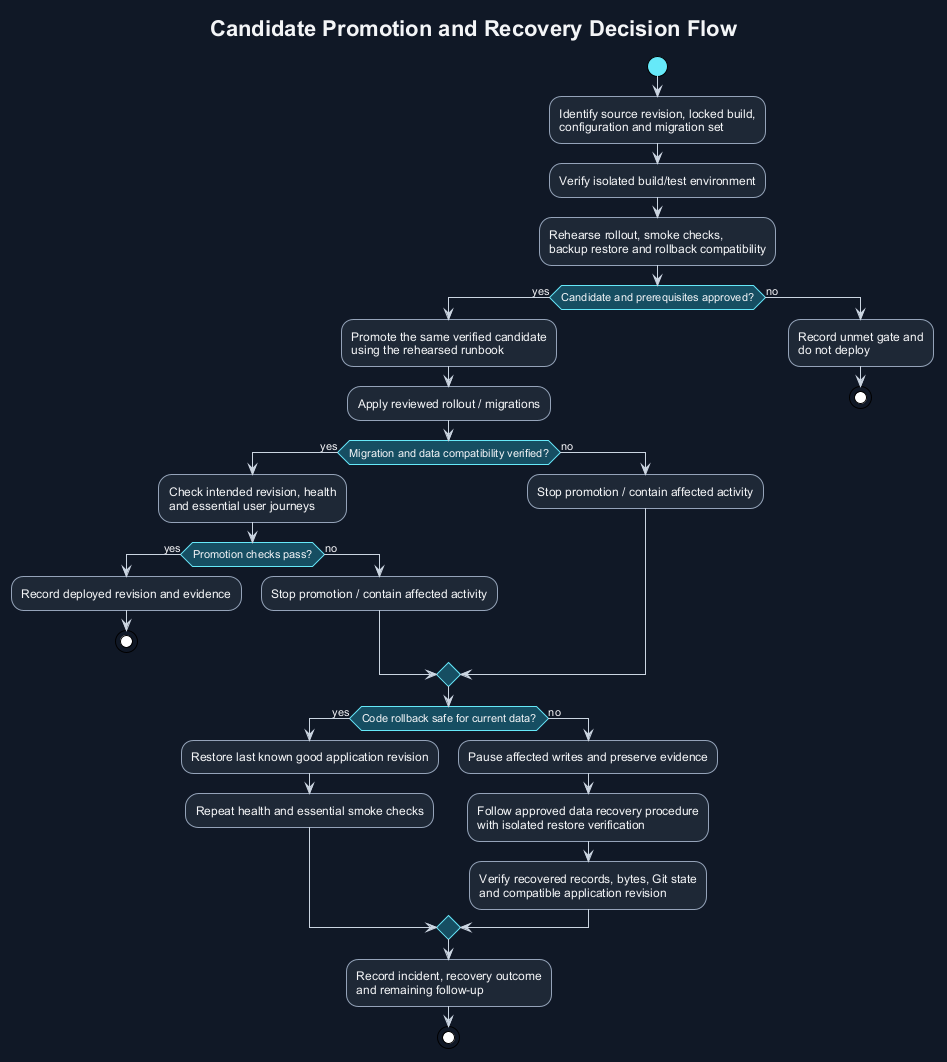 Candidate Promotion and Recovery Decision Flow
Identify source revision, locked build,
configuration and migration set
Verify isolated build/test environment
Rehearse rollout, smoke checks,
backup restore and rollback compatibility
yes
Candidate and prerequisites approved?
no
Promote the same verified candidate
using the rehearsed runbook
Record unmet gate and
do not deploy
Apply reviewed rollout / migrations
yes
Migration and data compatibility verified?
no
Check intended revision, health
and essential user journeys
Stop promotion / contain affected activity
yes
Promotion checks pass?
no
Record deployed revision and evidence
Stop promotion / contain affected activity
yes
Code rollback safe for current data?
no
Restore last known good application revision
Pause affected writes and preserve evidence
Repeat health and essential smoke checks
Follow approved data recovery procedure
with isolated restore verification
Verify recovered records, bytes, Git state
and compatible application revision
Record incident, recovery outcome
and remaining follow-up